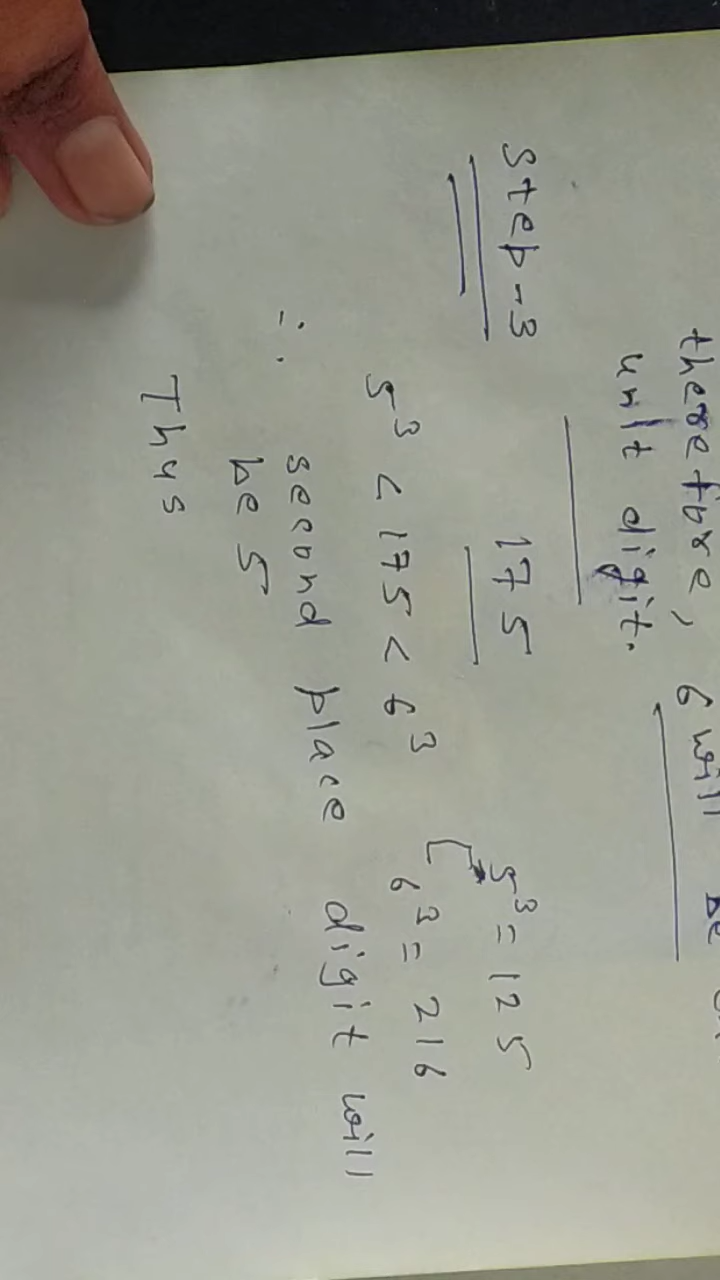 therefore, 6 will be
unit digit.
Step-3 175
5³ < 175 < 6³ [5³ = 125
6³ = 216
∴ second place digit will
be 5
Thus